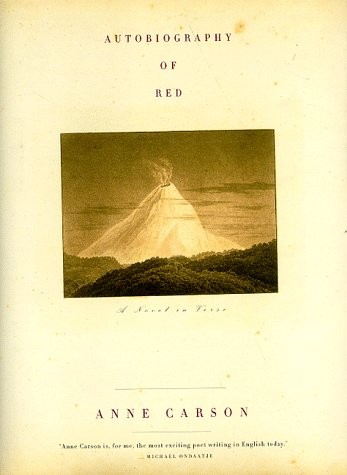 AUTOBIOGRAPHY
OF
RED
A Novel in Verse
ANNE CARSON
"Anne Carson is, for me, the most exciting poet writing in English today."
— MICHAEL ONDAATJE